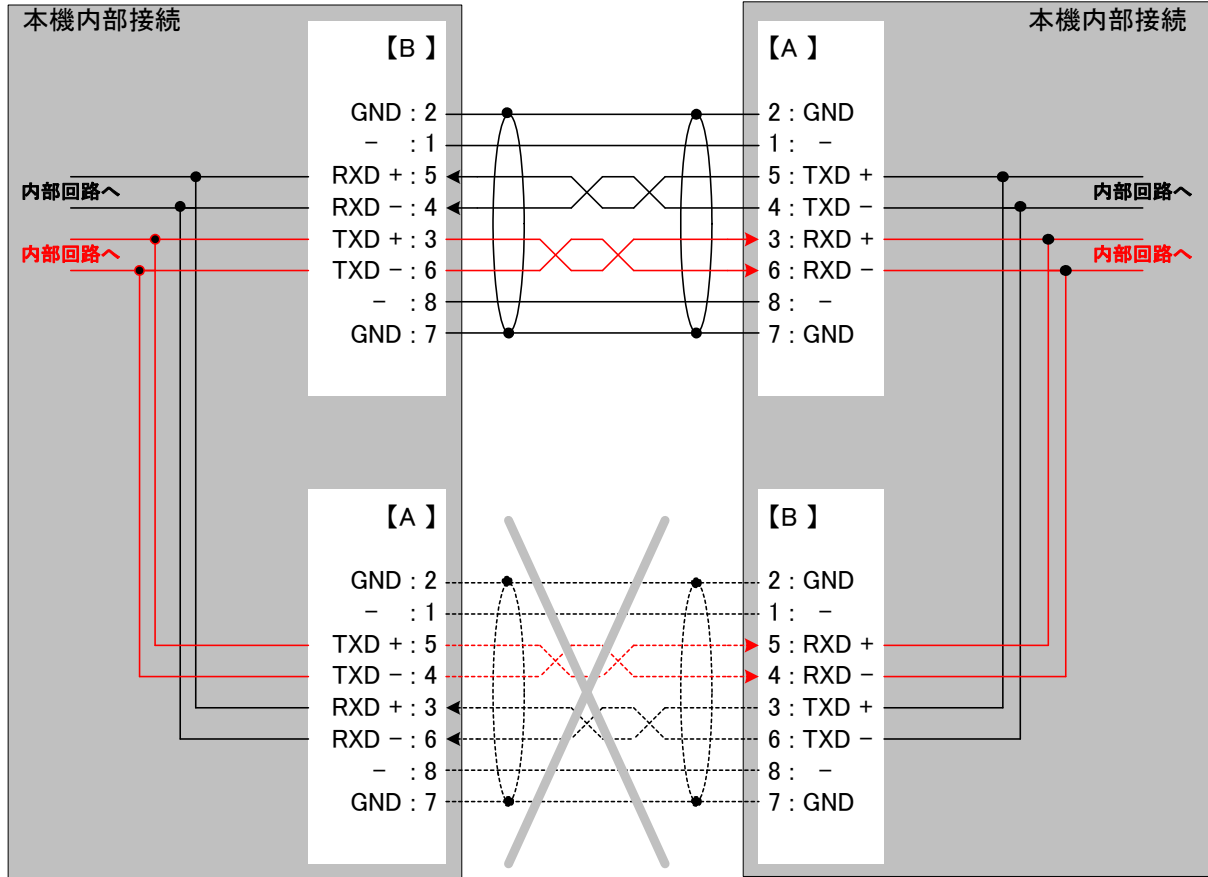 本機内部接続
本機内部接続
【B】
【A】
GND : 2
2 : GND
− : 1
1 : −
RXD + : 5
5 : TXD +
RXD − : 4
4 : TXD −
TXD + : 3
3 : RXD +
TXD − : 6
6 : RXD −
− : 8
8 : −
GND : 7
7 : GND
内部回路へ
内部回路へ
内部回路へ
内部回路へ
【A】
【B】
GND : 2
2 : GND
− : 1
1 : −
TXD + : 5
5 : RXD +
TXD − : 4
4 : RXD −
RXD + : 3
3 : TXD +
RXD − : 6
6 : TXD −
− : 8
8 : −
GND : 7
7 : GND